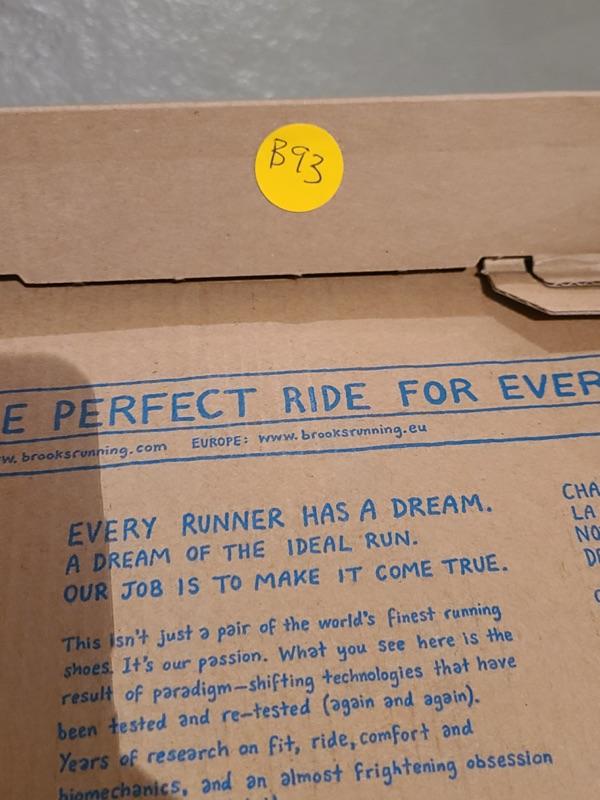 B93
E PERFECT RIDE FOR EVER
w. brooksrunning.com EUROPE: www.brooksrunning.eu
EVERY RUNNER HAS A DREAM.
A DREAM OF THE IDEAL RUN.
OUR JOB IS TO MAKE IT COME TRUE.
This isn't just a pair of the world's finest running
shoes. It's our passion. What you see here is the
result of paradigm-shifting technologies that have
been tested and re-tested (again and again).
Years of research on fit, ride, comfort and
biomechanics, and an almost frightening obsession
CHA
LA
NO
DE